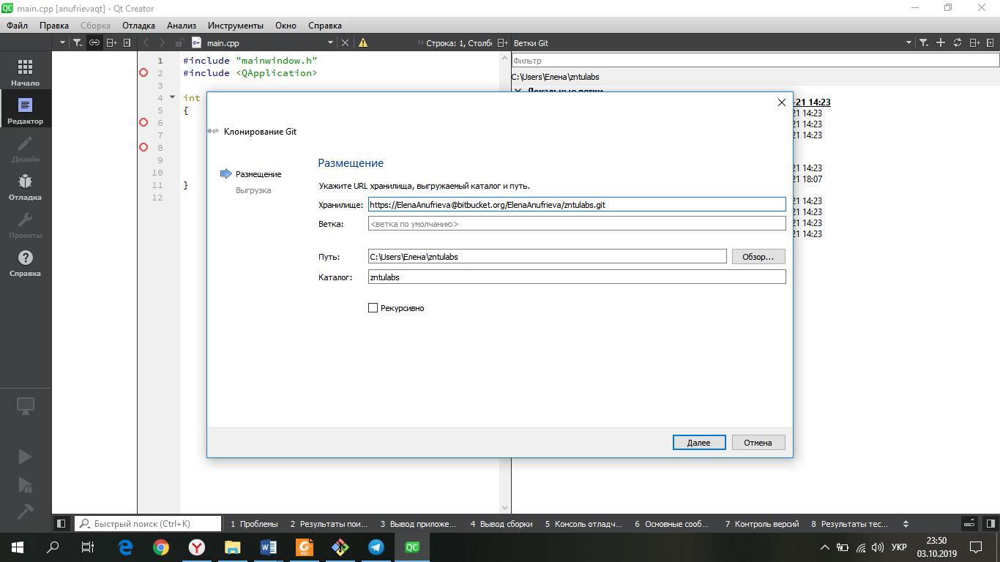 main.cpp [anufrievaqt] - Qt Creator
Файл Правка Сборка Отладка Анализ Инструменты Окно Справка
main.cpp
Строка: 1, Столбе
Ветки Git
Начало
Редактор
Дизайн
Отладка
Проекты
Справка
1 #include "mainwindow.h"
2 #include <QApplication>
3
4 int
5 {
6
7
8
9
10
11 }
12
Фильтр
C:\Users\Елена\zntulabs
Локальные ветки
-21 14:23
21 14:23
21 14:23
21 14:23
21 14:23
21 18:07
21 14:23
21 14:23
21 14:23
21 14:23
Клонирование Git
Размещение
Выгрузка
Размещение
Укажите URL хранилища, выгружаемый каталог и путь.
Хранилище: https://ElenaAnufrieva@bitbucket.org/ElenaAnufrieva/zntulabs.git
Ветка: <ветка по умолчанию>
Путь: C:\Users\Елена\zntulabs Обзор...
Каталог: zntulabs
Рекурсивно
Далее Отмена
Быстрый поиск (Ctrl+K) 1 Проблемы 2 Результаты пои... 3 Вывод приложе... 4 Вывод сборки 5 Консоль отладч... 6 Основные сооб... 7 Контроль версий 8 Результаты тес...
УКР
23:50
03.10.2019